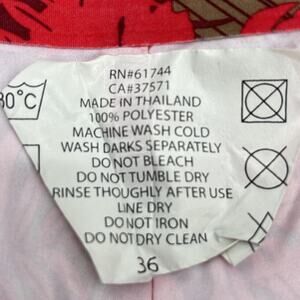 RN#61744
CA#37571
MADE IN THAILAND
100% POLYESTER
MACHINE WASH COLD
WASH DARKS SEPARATELY
DO NOT BLEACH
DO NOT TUMBLE DRY
RINSE THOUGHLY AFTER USE
LINE DRY
DO NOT IRON
DO NOT DRY CLEAN
36
30°C